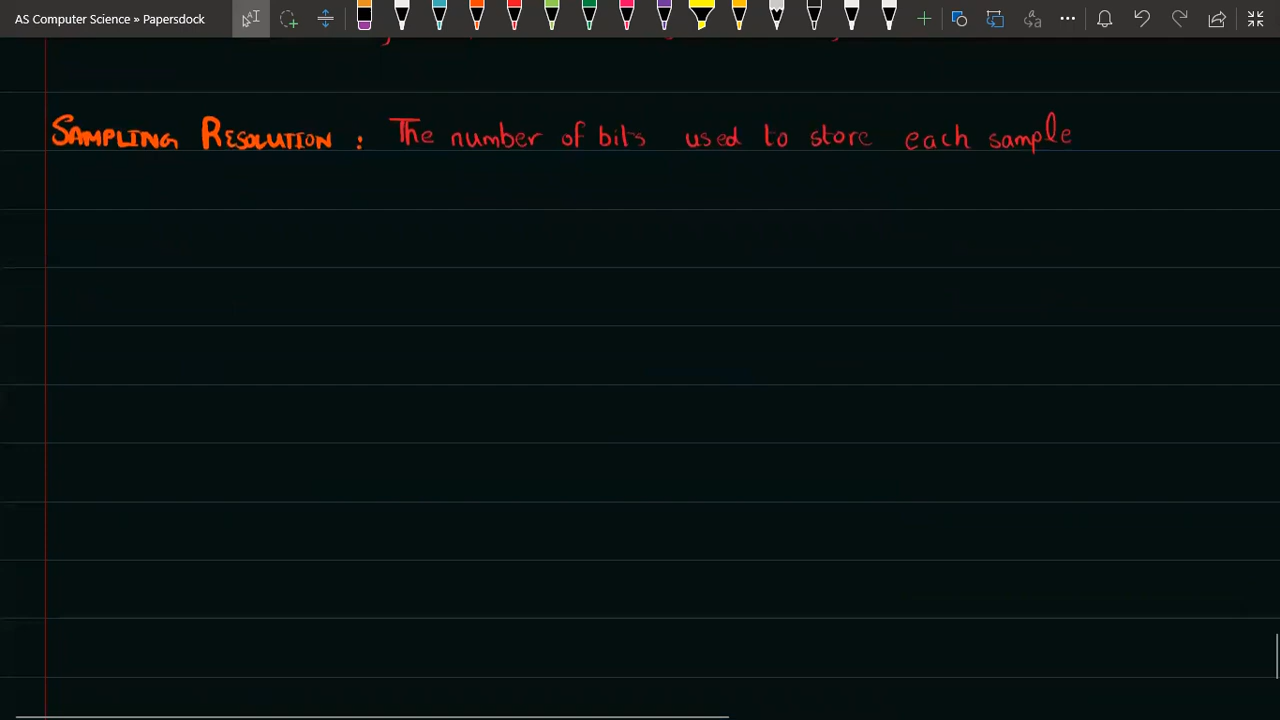 AS Computer Science » Papersdock
SAMPLING RESOLUTION : The number of bits used to store each sample